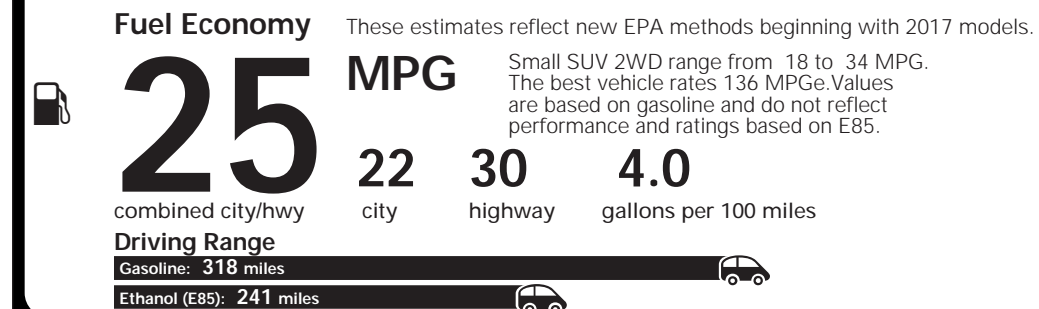 Fuel Economy These estimates reflect new EPA methods beginning with 2017 models.
25 MPG
Small SUV 2WD range from 18 to 34 MPG.
The best vehicle rates 136 MPGe.Values
are based on gasoline and do not reflect
performance and ratings based on E85.
22 30 4.0
combined city/hwy city highway gallons per 100 miles
Driving Range
Gasoline: 318 miles
Ethanol (E85): 241 miles